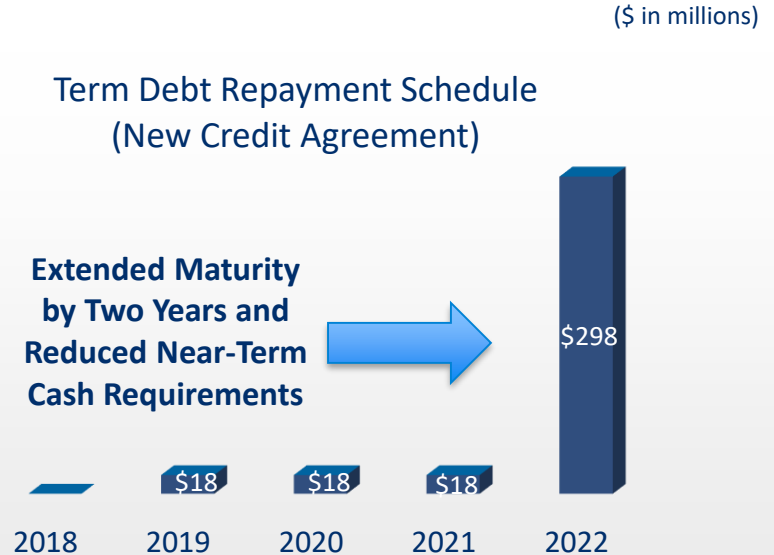 ($ in millions)
Term Debt Repayment Schedule
(New Credit Agreement)
Extended Maturity
by Two Years and
Reduced Near-Term
Cash Requirements
$298
$18 $18 $18
2018 2019 2020 2021 2022